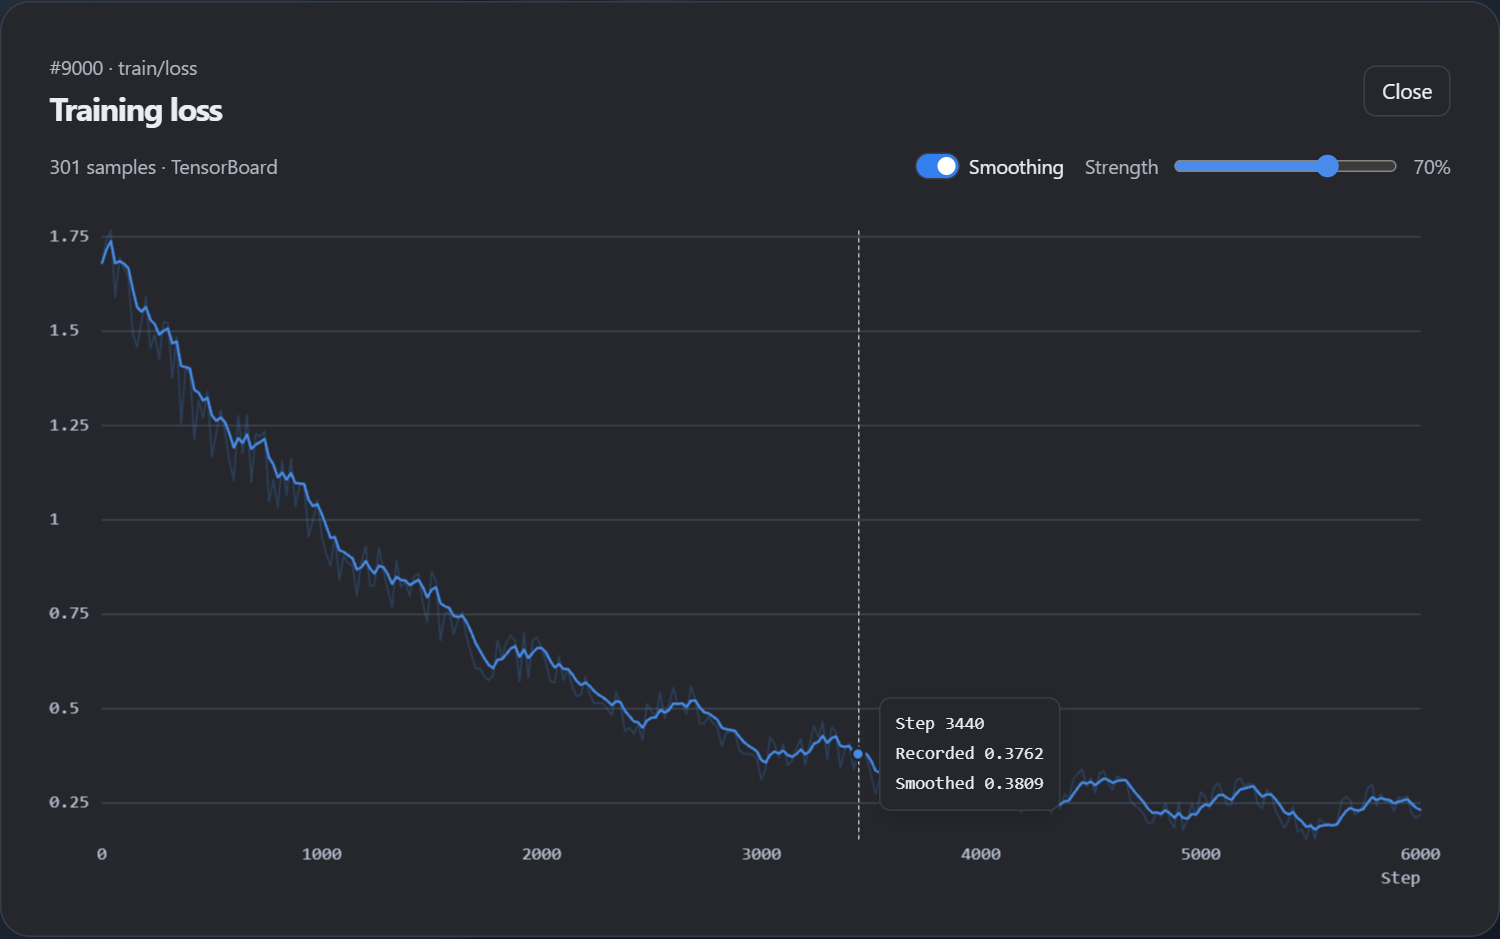 #9000 · train/loss
Training loss
Close
301 samples · TensorBoard
Smoothing Strength 70%
1.75
1.5
1.25
1
0.75
0.5
0.25
Step 3440
Recorded 0.3762
Smoothed 0.3809
0 1000 2000 3000 4000 5000 6000
Step